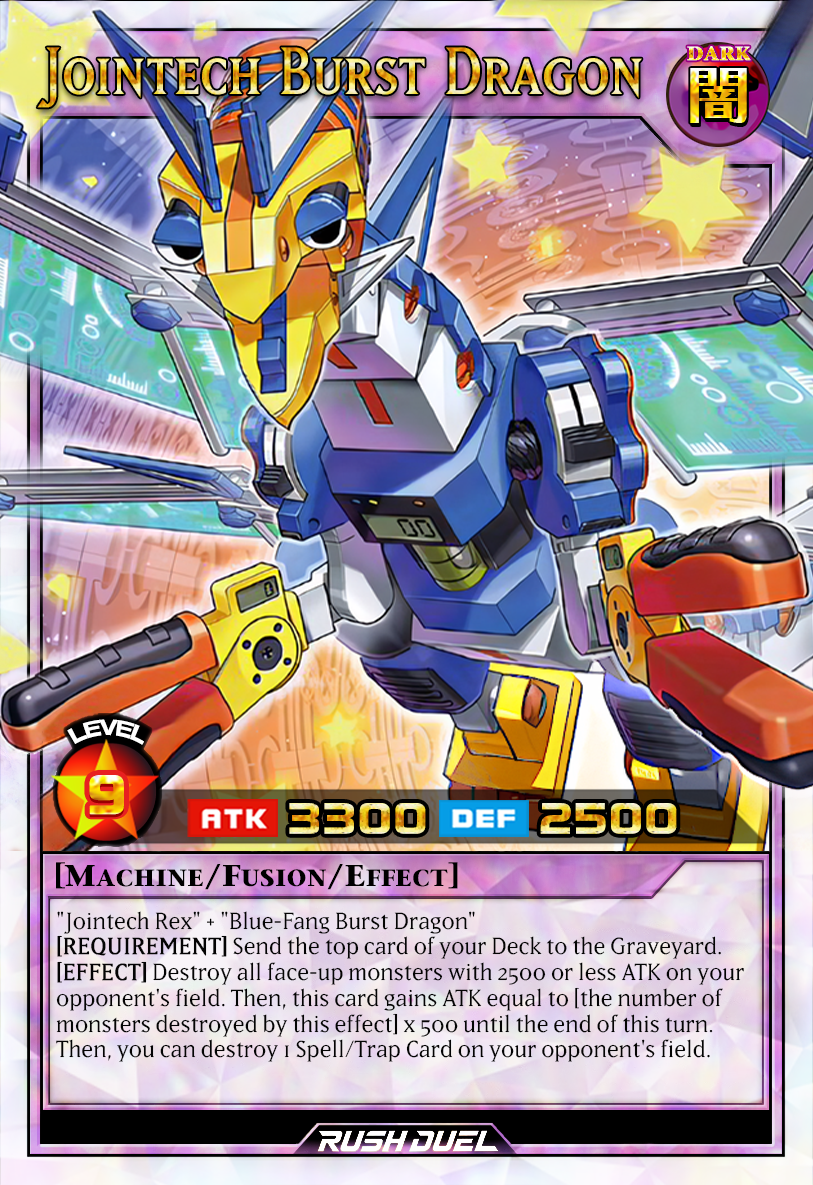 Jointech Burst Dragon
DARK
闇
00
0
LEVEL
9
ATK 3300 DEF 2500
[Machine/Fusion/Effect]
"Jointech Rex" + "Blue-Fang Burst Dragon"
[REQUIREMENT] Send the top card of your Deck to the Graveyard.
[EFFECT] Destroy all face-up monsters with 2500 or less ATK on your
opponent's field. Then, this card gains ATK equal to [the number of
monsters destroyed by this effect] x 500 until the end of this turn.
Then, you can destroy 1 Spell/Trap Card on your opponent's field.
RUSH DUEL